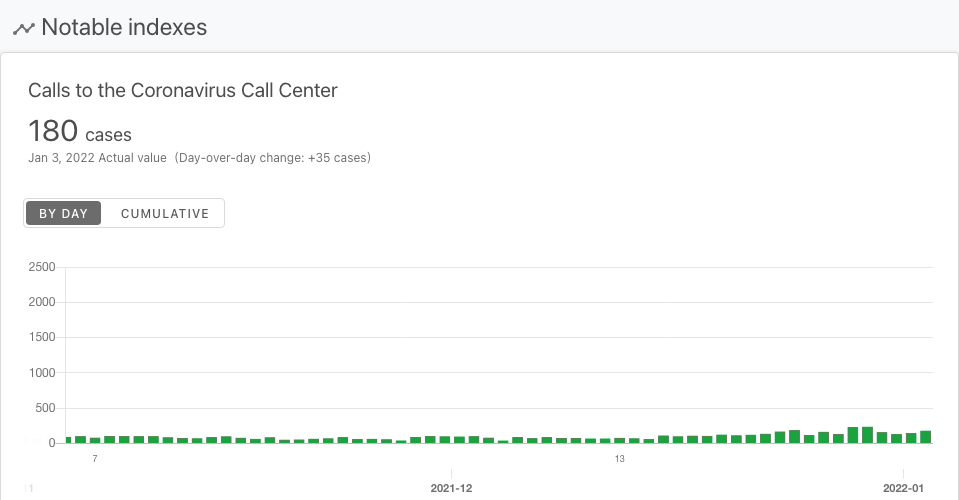 Notable indexes
Calls to the Coronavirus Call Center
180 cases
Jan 3, 2022 Actual value (Day-over-day change: +35 cases)
BY DAY CUMULATIVE
2500
2000
1500
1000
500
0
7 13
2021-12 2022-01